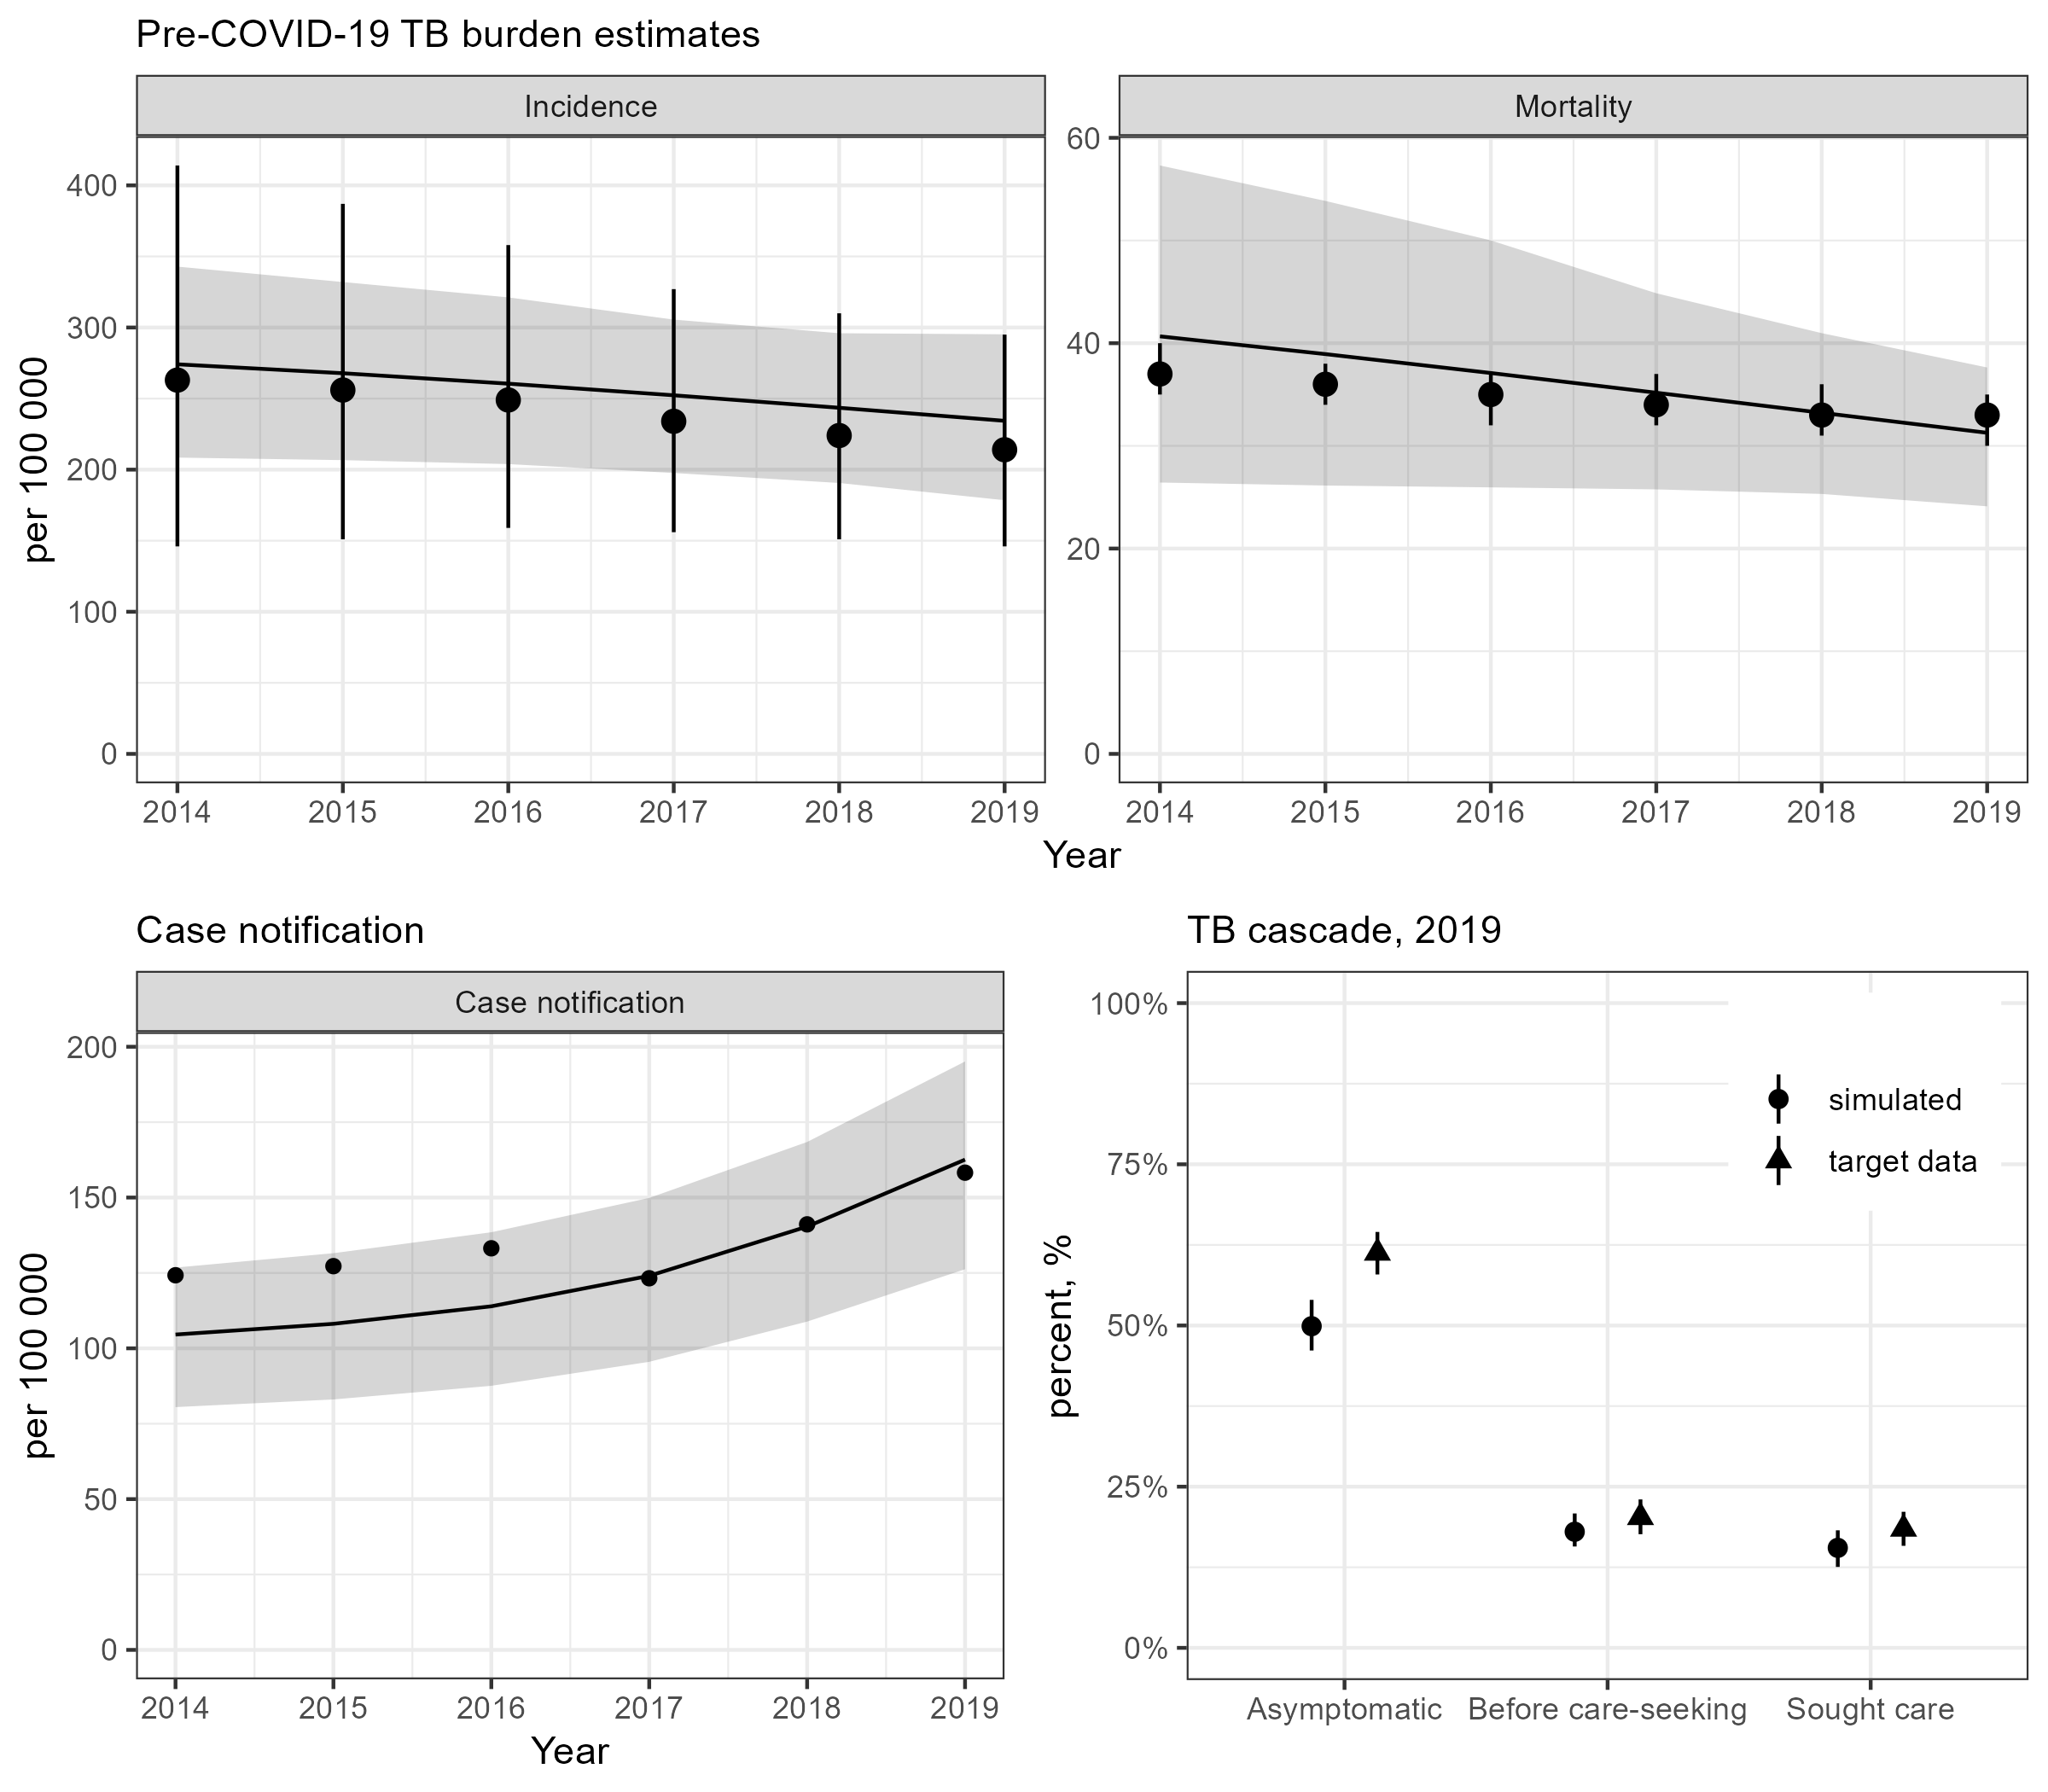 Pre-COVID-19 TB burden estimates
Incidence
Mortality
per 100 000
400
300
200
100
0
60
40
20
0
2014 2015 2016 2017 2018 2019
2014 2015 2016 2017 2018 2019
Year
Case notification
Case notification
per 100 000
200
150
100
50
0
2014 2015 2016 2017 2018 2019
Year
TB cascade, 2019
percent, %
100%
75%
50%
25%
0%
simulated
target data
Asymptomatic Before care-seeking Sought care